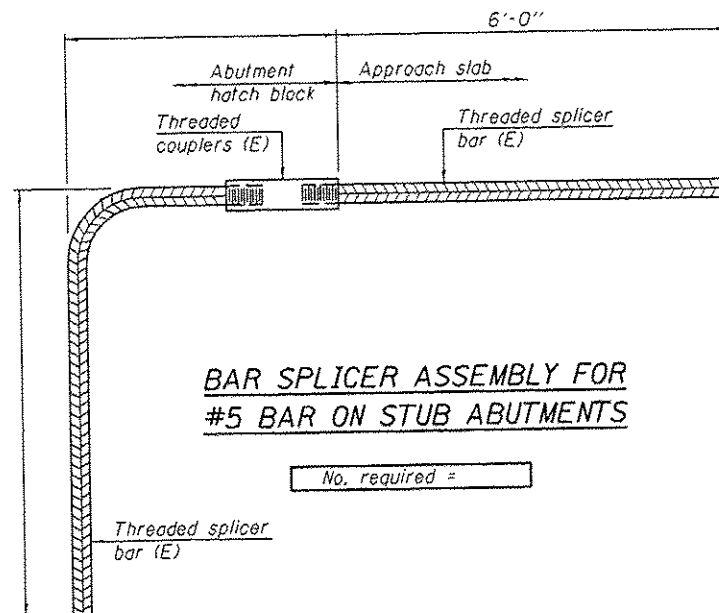 6'-0"
Abutment
hatch block
Approach slab
Threaded
couplers (E)
Threaded splicer
bar (E)
BAR SPLICER ASSEMBLY FOR
#5 BAR ON STUB ABUTMENTS
No. required =
Threaded splicer
bar (E)